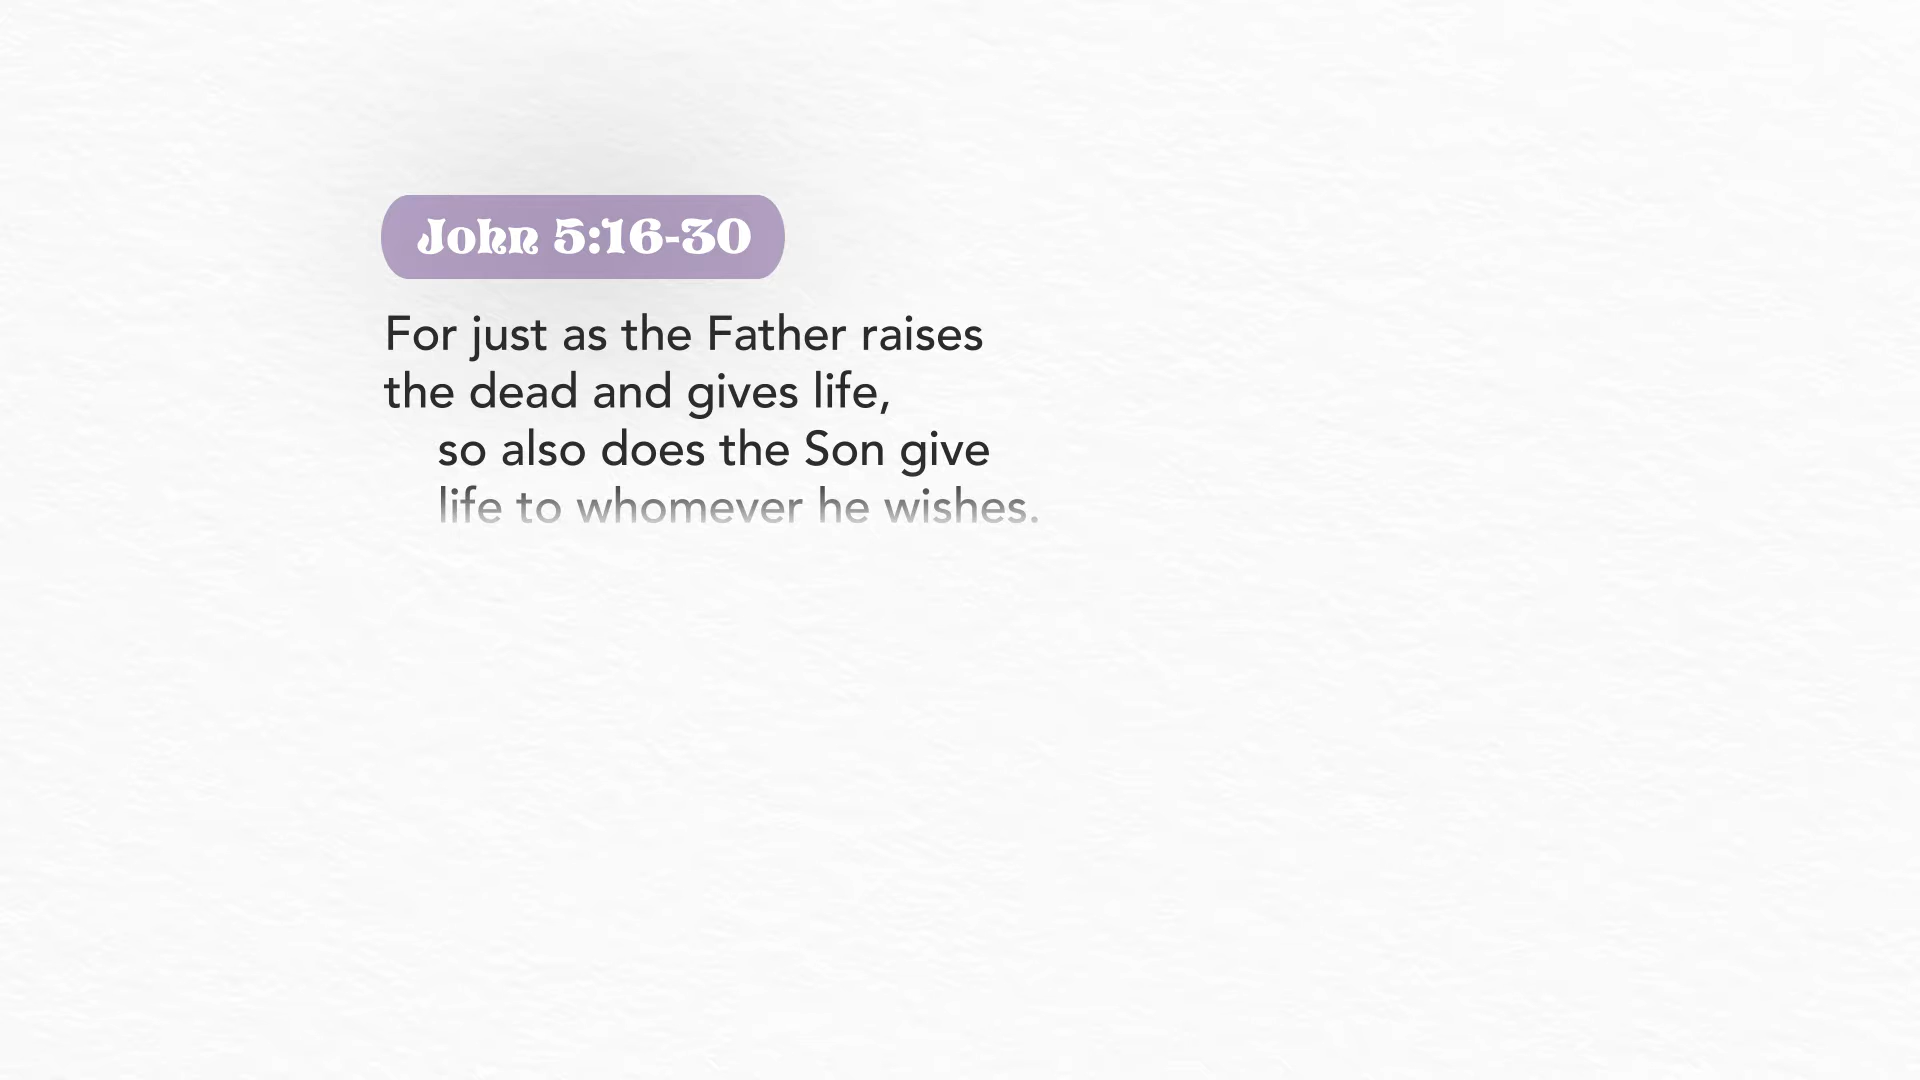 John 5:16-30
For just as the Father raises
the dead and gives life,
so also does the Son give
life to whomever he wishes.